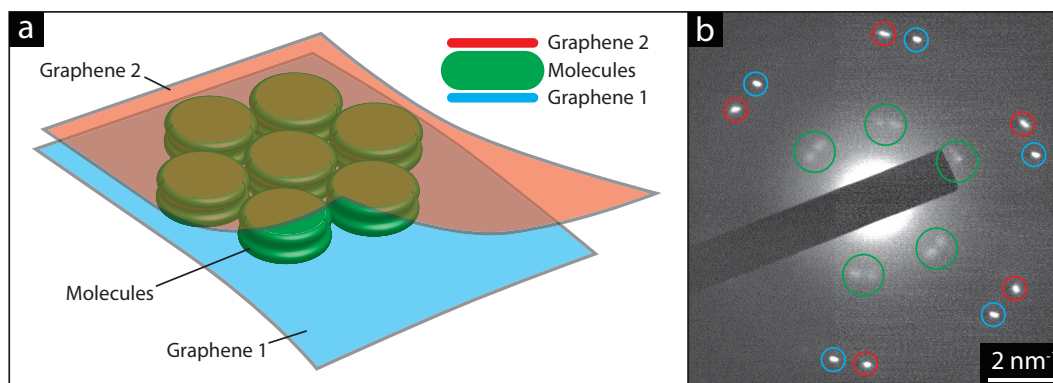 a
Graphene 2
Graphene 2
Molecules
Graphene 1
Molecules
Graphene 1
b
2 nm-